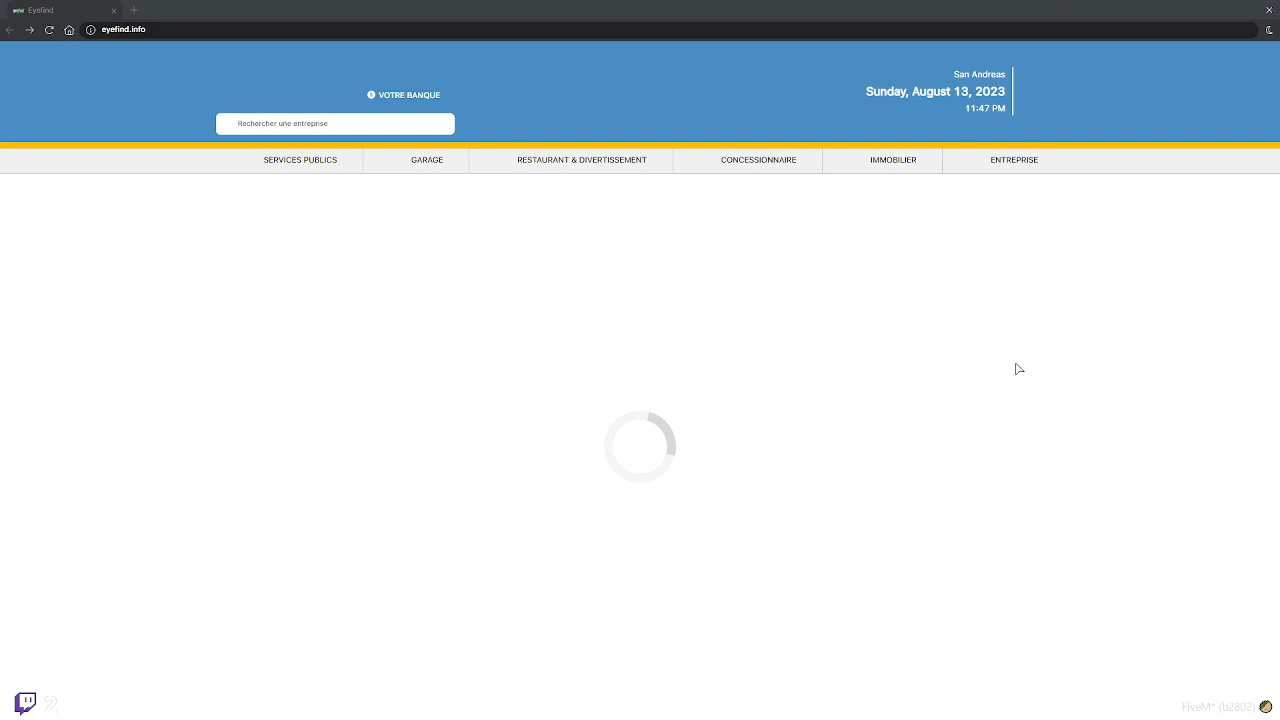 Eyefind
eyefind.info
San Andreas
VOTRE BANQUE
Sunday, August 13, 2023
11:47 PM
Rechercher une entreprise
SERVICES PUBLICS
GARAGE
RESTAURANT & DIVERTISSEMENT
CONCESSIONNAIRE
IMMOBILIER
ENTREPRISE
FiveM* (b2802)